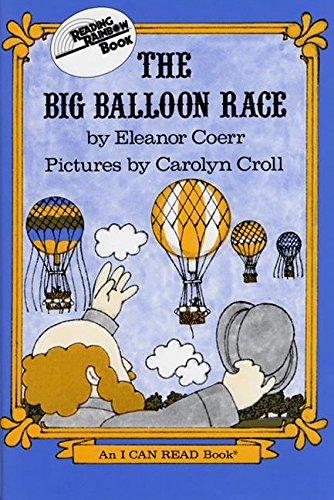 READING
RAINBOW
BOOK
THE
BIG BALLOON RACE
by Eleanor Coerr
Pictures by Carolyn Croll
An I CAN READ Book®